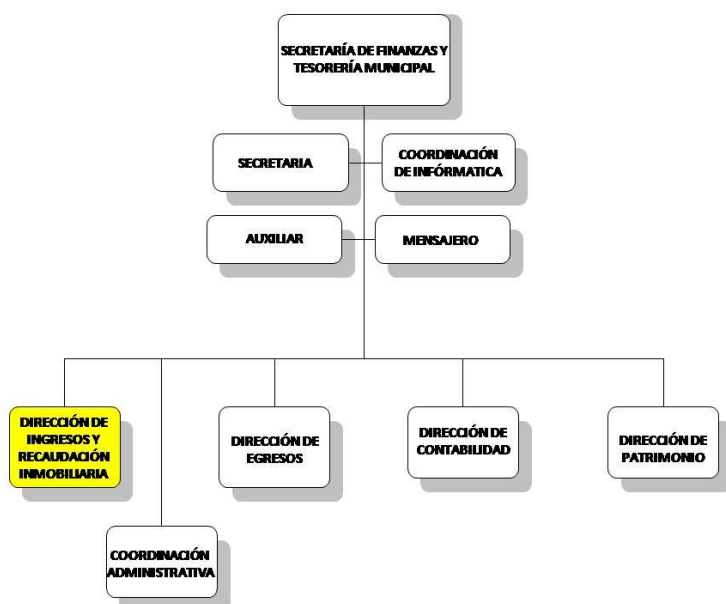 SECRETARÍA DE FINANZAS Y
TESORERÍA MUNICIPAL
SECRETARIA
COORDINACIÓN
DE INFÓRMATICA
AUXILIAR
MENSAJERO
DIRECCIÓN DE
INGRESOS Y
RECAUDACIÓN
INMOBILIARIA
DIRECCIÓN DE
EGRESOS
DIRECCIÓN DE
CONTABILIDAD
DIRECCIÓN DE
PATRIMONIO
COORDINACIÓN
ADMINISTRATIVA